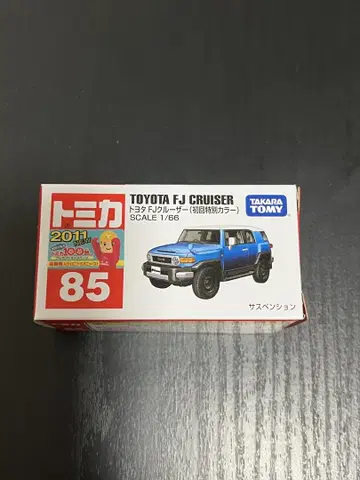 トミカ
2011
100
85
TOYOTA FJ CRUISER
トヨタ FJクルーザー(初回特別カラー)
SCALE 1/66
TAKARA
TOMY
サスペンション